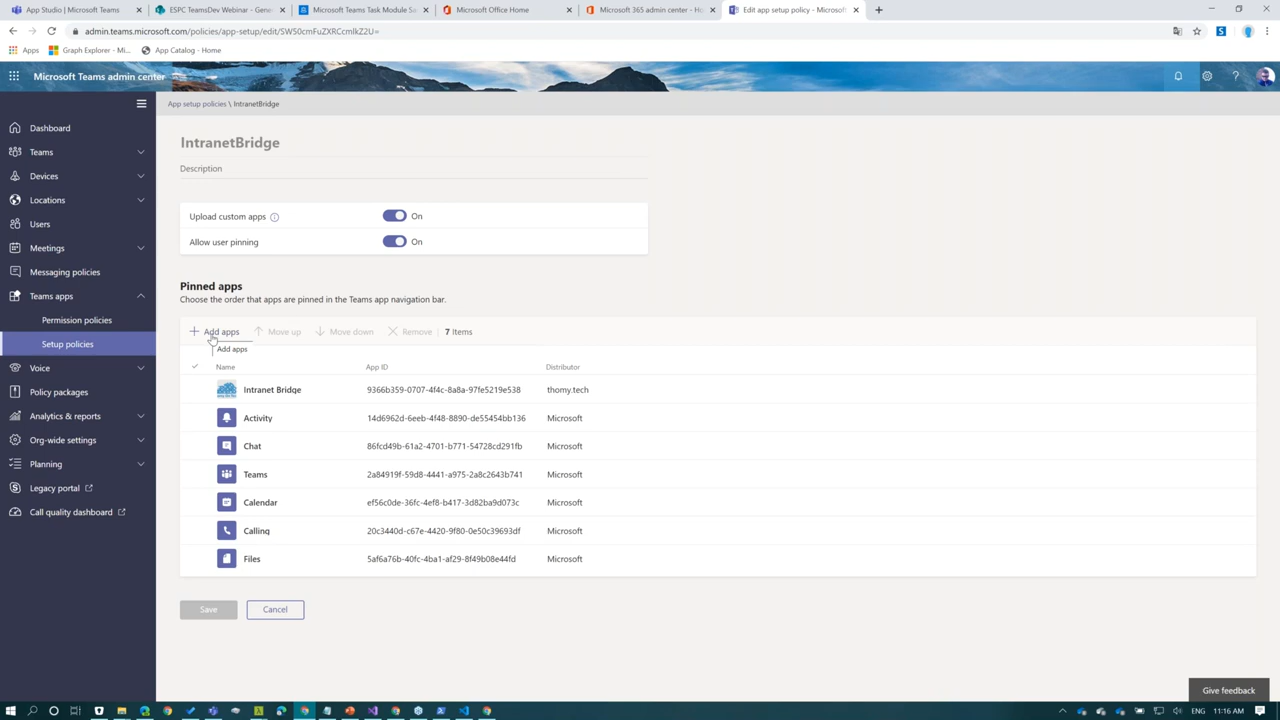 App Studio | Microsoft Teams
ESPC TeamsDev Webinar - Gene
Microsoft Teams Task Module Sa
Microsoft Office Home
Microsoft 365 admin center - Ho
Edit app setup policy - Microsof
admin.teams.microsoft.com/policies/app-setup/edit/SW50cmFuZXRCcmlkZ2U=
Apps
Graph Explorer - Mi...
App Catalog - Home
Microsoft Teams admin center
App setup policies \ IntranetBridge
Dashboard
Teams
Devices
Locations
Users
Meetings
Messaging policies
Teams apps
Permission policies
Setup policies
Voice
Policy packages
Analytics & reports
Org-wide settings
Planning
Legacy portal
Call quality dashboard
IntranetBridge
Description
Upload custom apps On
Allow user pinning On
Pinned apps
Choose the order that apps are pinned in the Teams app navigation bar.
Add apps Move up Move down Remove 7 Items
Add apps
Name App ID Distributor
Intranet Bridge 9366b359-0707-4f4c-8a8a-97fe5219e538 thomy.tech
Activity 14d6962d-6eeb-4f48-8890-de55454bb136 Microsoft
Chat 86fcd49b-61a2-4701-b771-54728cd291fb Microsoft
Teams 2a84919f-59d8-4441-a975-2a8c2643b741 Microsoft
Calendar ef56c0de-36fc-4ef8-b417-3d82ba9d073c Microsoft
Calling 20c3440d-c67e-4420-9f80-0e50c39693df Microsoft
Files 5af6a76b-40fc-4ba1-af29-8f49b08e44fd Microsoft
Save Cancel
Give feedback
ENG 11:16 AM